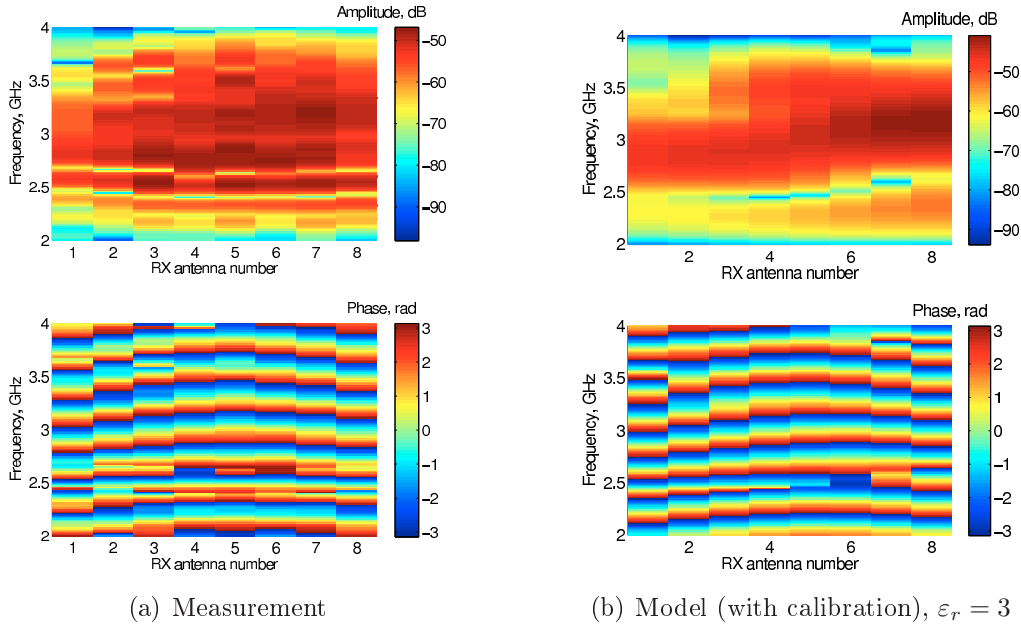 Amplitude, dB
4
3.5
3
2.5
2
Frequency, GHz
1 2 3 4 5 6 7 8
RX antenna number
−50
−60
−70
−80
−90
Amplitude, dB
4
3.5
3
2.5
2
Frequency, GHz
2 4 6 8
RX antenna number
−50
−60
−70
−80
−90
Phase, rad
4
3.5
3
2.5
2
Frequency, GHz
1 2 3 4 5 6 7 8
RX antenna number
3
2
1
0
−1
−2
−3
Phase, rad
4
3.5
3
2.5
2
Frequency, GHz
2 4 6 8
RX antenna number
3
2
1
0
−1
−2
−3
(a) Measurement
(b) Model (with calibration), εr = 3